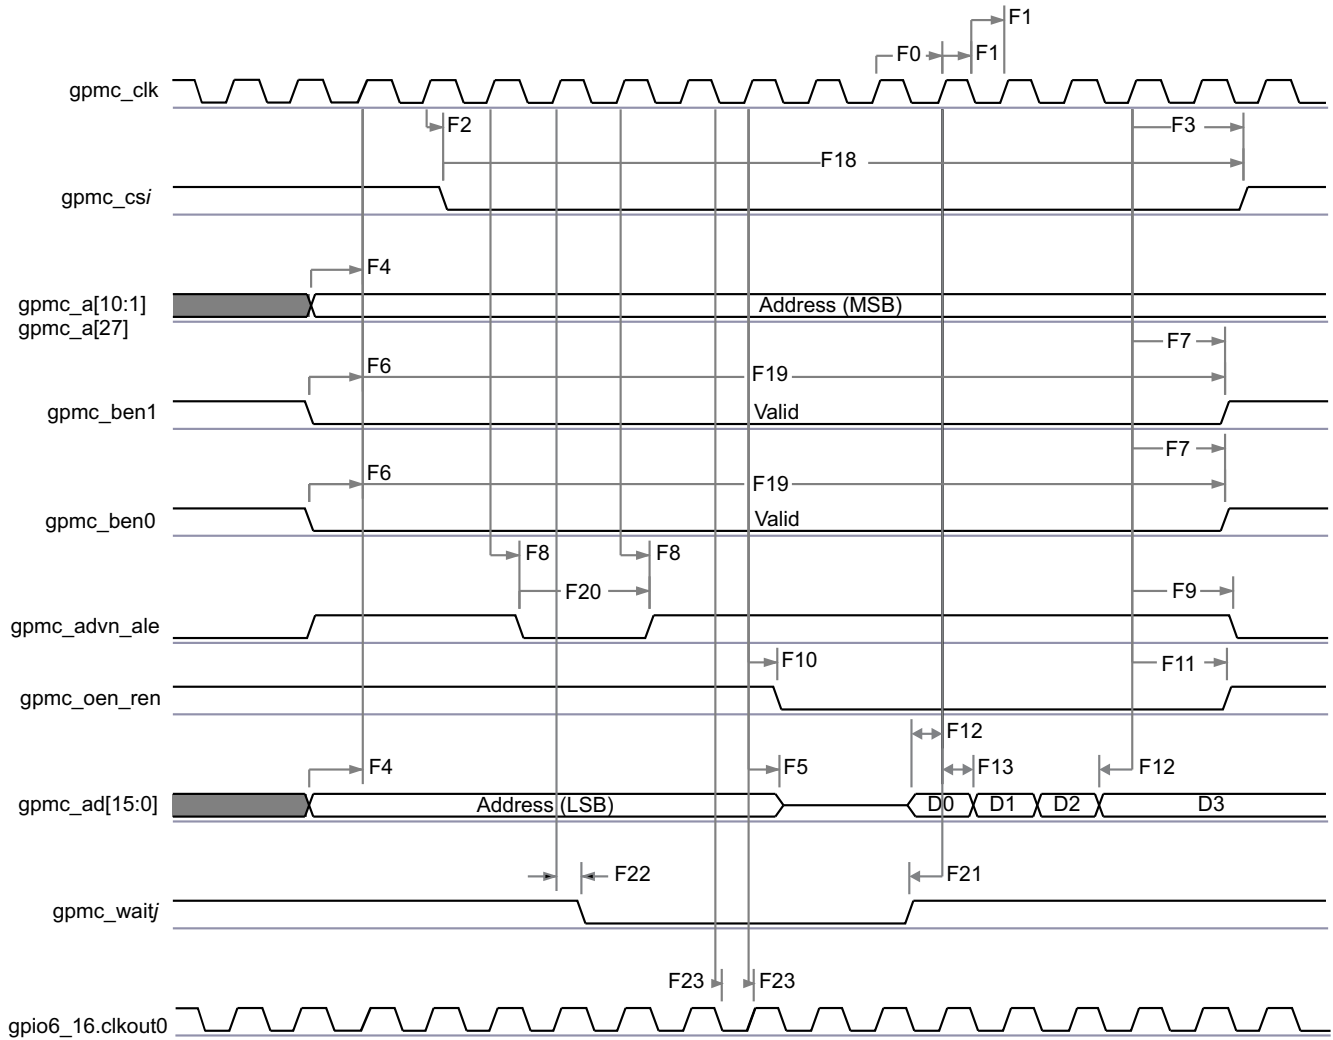 F1
F0
F1
gpmc_clk
F2
F3
F18
gpmc_csi
F4
gpmc_a[10:1]
Address (MSB)
gpmc_a[27]
F7
F6
F19
gpmc_ben1
Valid
F7
F6
F19
gpmc_ben0
Valid
F8
F8
F20
F9
gpmc_advn_ale
F10
F11
gpmc_oen_ren
F12
F4
F5
F13
F12
gpmc_ad[15:0]
Address (LSB)
D0
D1
D2
D3
F22
F21
gpmc_waitj
F23
F23
gpio6_16.clkout0